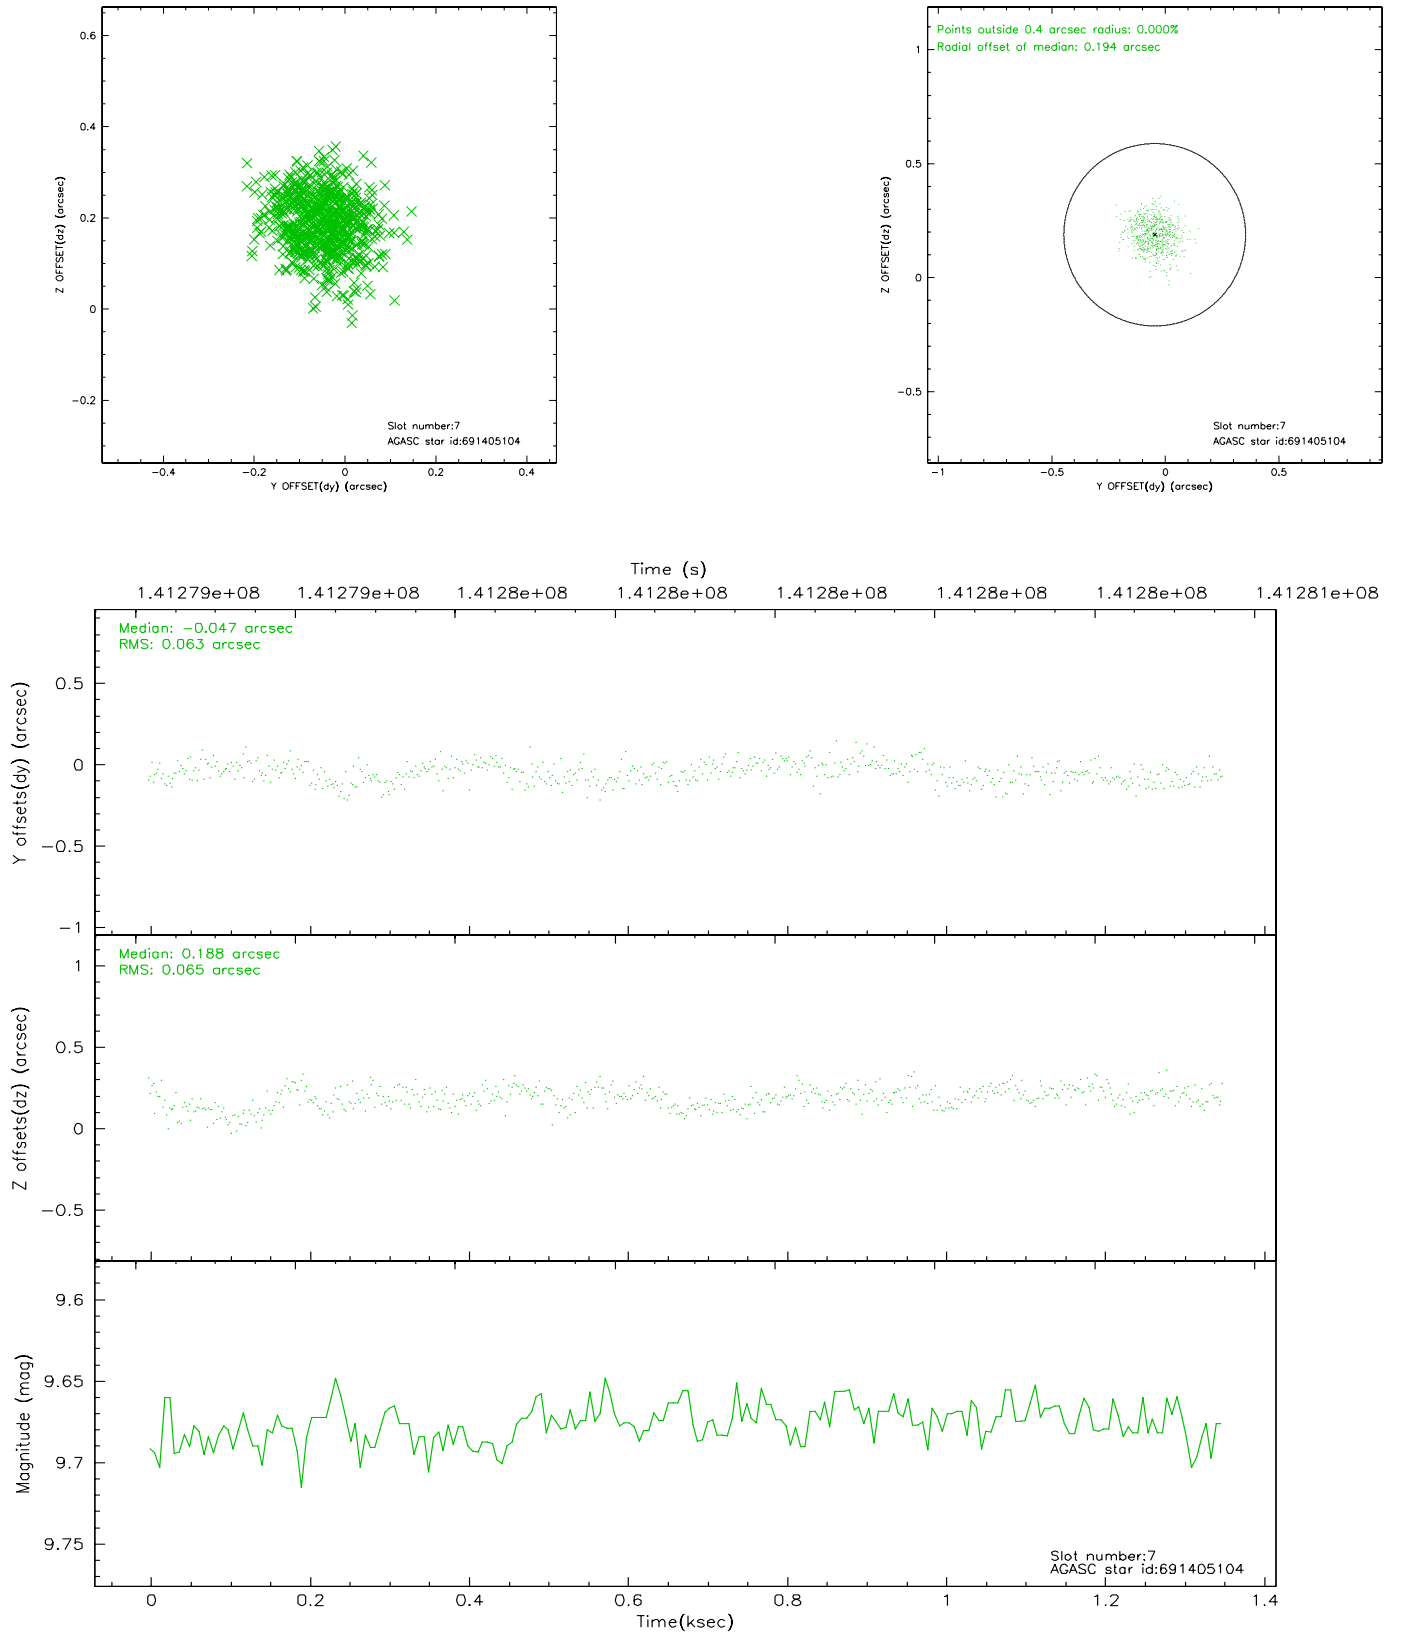 0.6
0.4
0.2
0
−0.2
Z OFFSET(dz) (arcsec)
Slot number:7
AGASC star id:691405104
−0.4
−0.2
0
0.2
0.4
Y OFFSET(dy) (arcsec)
Points outside 0.4 arcsec radius: 0.000%
Radial offset of median: 0.194 arcsec
1
0.5
0
−0.5
Z OFFSET(dz) (arcsec)
Slot number:7
AGASC star id:691405104
−1
−0.5
0
0.5
Y OFFSET(dy) (arcsec)
Time (s)
1.41279e+08 1.41279e+08 1.4128e+08 1.4128e+08 1.4128e+08 1.4128e+08 1.4128e+08 1.41281e+08
Median: −0.047 arcsec
RMS: 0.063 arcsec
0.5
0
−0.5
−1
Y offsets(dy) (arcsec)
Median: 0.188 arcsec
RMS: 0.065 arcsec
1
0.5
0
−0.5
Z offsets(dz) (arcsec)
9.6
9.65
9.7
9.75
Magnitude (mag)
Slot number:7
AGASC star id:691405104
0 0.2 0.4 0.6 0.8 1 1.2 1.4
Time(ksec)